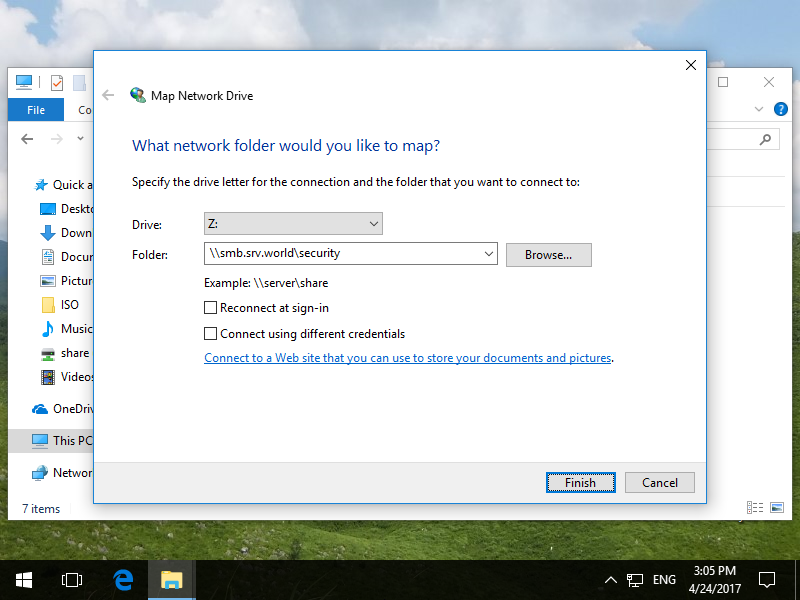 Map Network Drive
File
Co
What network folder would you like to map?
Specify the drive letter for the connection and the folder that you want to connect to:
Drive: Z:
Folder: \\smb.srv.world\security Browse...
Example: \\server\share
Reconnect at sign-in
Connect using different credentials
Connect to a Web site that you can use to store your documents and pictures.
Finish Cancel
Quick a
Deskto
Down
Docur
Pictur
ISO
Music
share
Videos
OneDriv
This PC
Networ
7 items
ENG
3:05 PM
4/24/2017